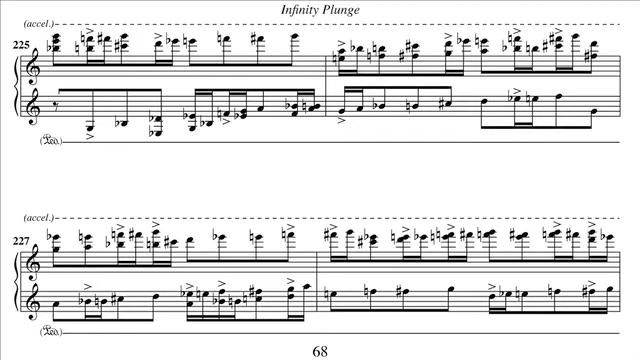 Infinity Plunge
(accel.)
225
Ped.
(accel.)
227
Ped.
68